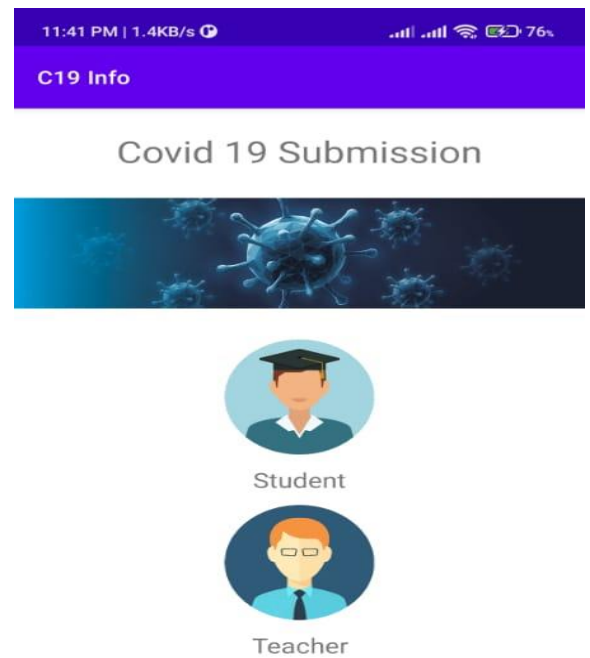 11:41 PM | 1.4KB/s
76%
C19 Info
Covid 19 Submission
Student
Teacher